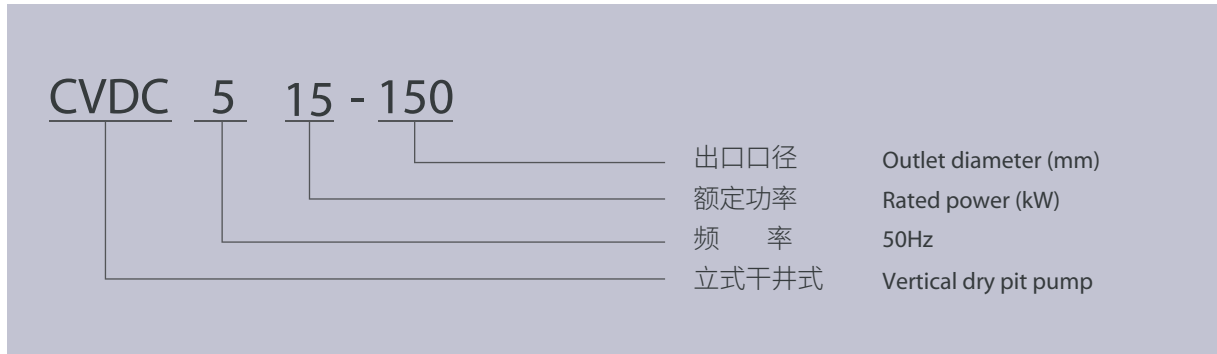 CVDC 5 15 - 150
出口口径 Outlet diameter (mm)
额定功率 Rated power (kW)
频 率 50Hz
立式干井式 Vertical dry pit pump